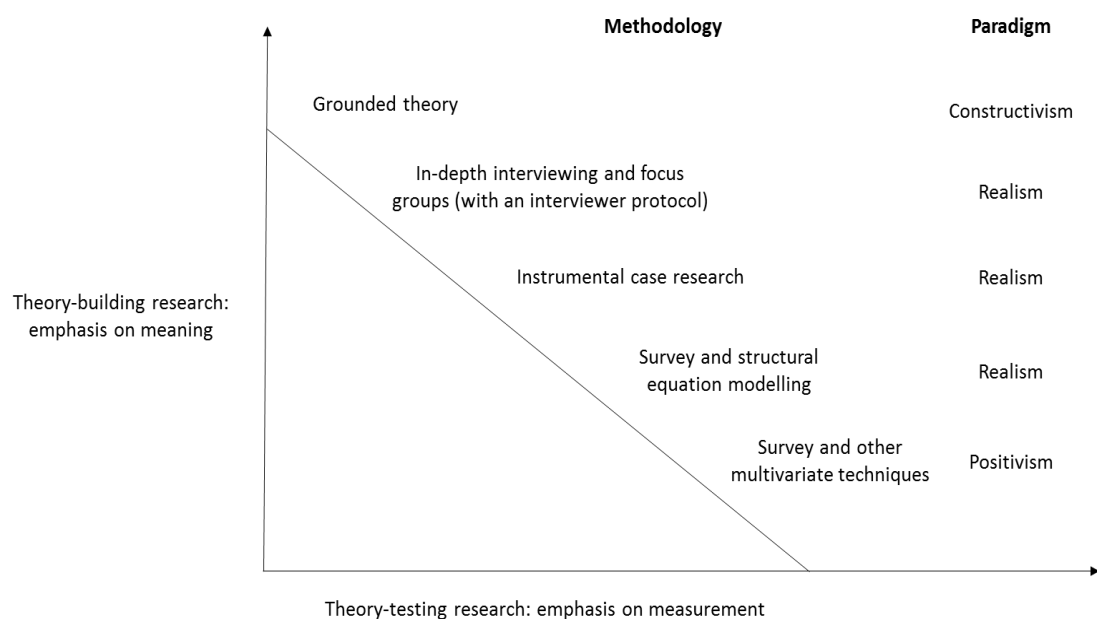 Methodology
Paradigm
Grounded theory
Constructivism
In-depth interviewing and focus
groups (with an interviewer protocol)
Realism
Instrumental case research
Realism
Theory-building research:
emphasis on meaning
Survey and structural
equation modelling
Realism
Survey and other
multivariate techniques
Positivism
Theory-testing research: emphasis on measurement